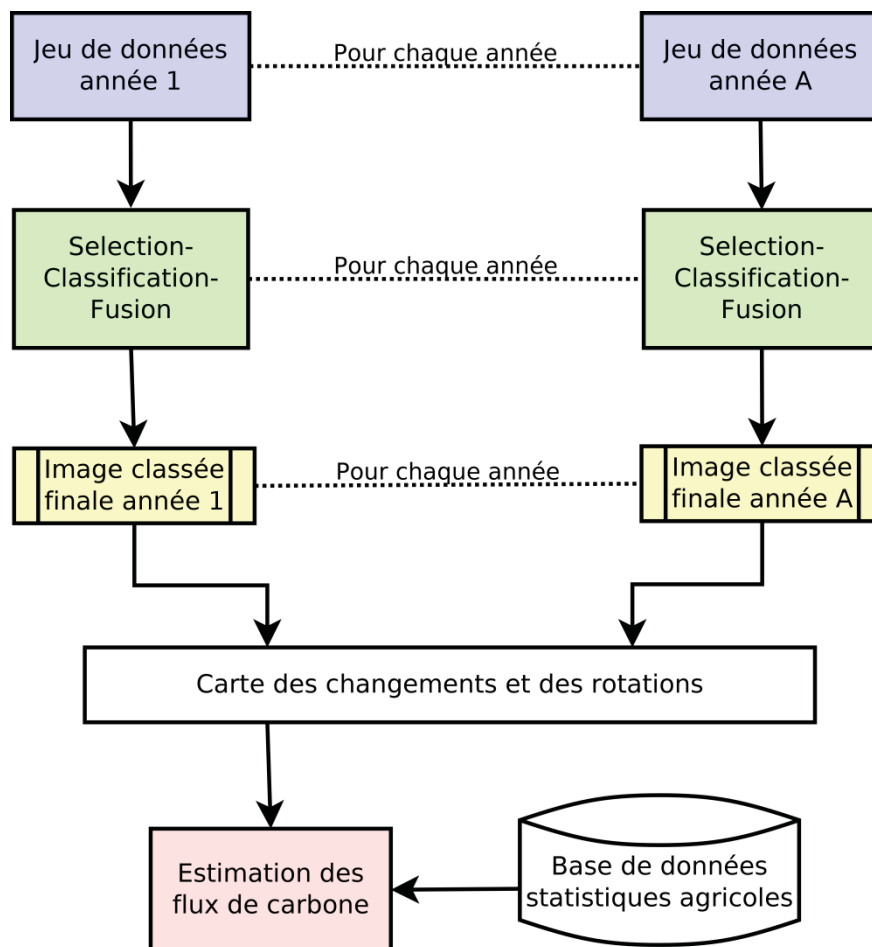 Jeu de données
année 1
Pour chaque année
Jeu de données
année A
Selection-
Classification-
Fusion
Pour chaque année
Selection-
Classification-
Fusion
Image classée
finale année 1
Pour chaque année
Image classée
finale année A
Carte des changements et des rotations
Estimation des
flux de carbone
Base de données
statistiques agricoles